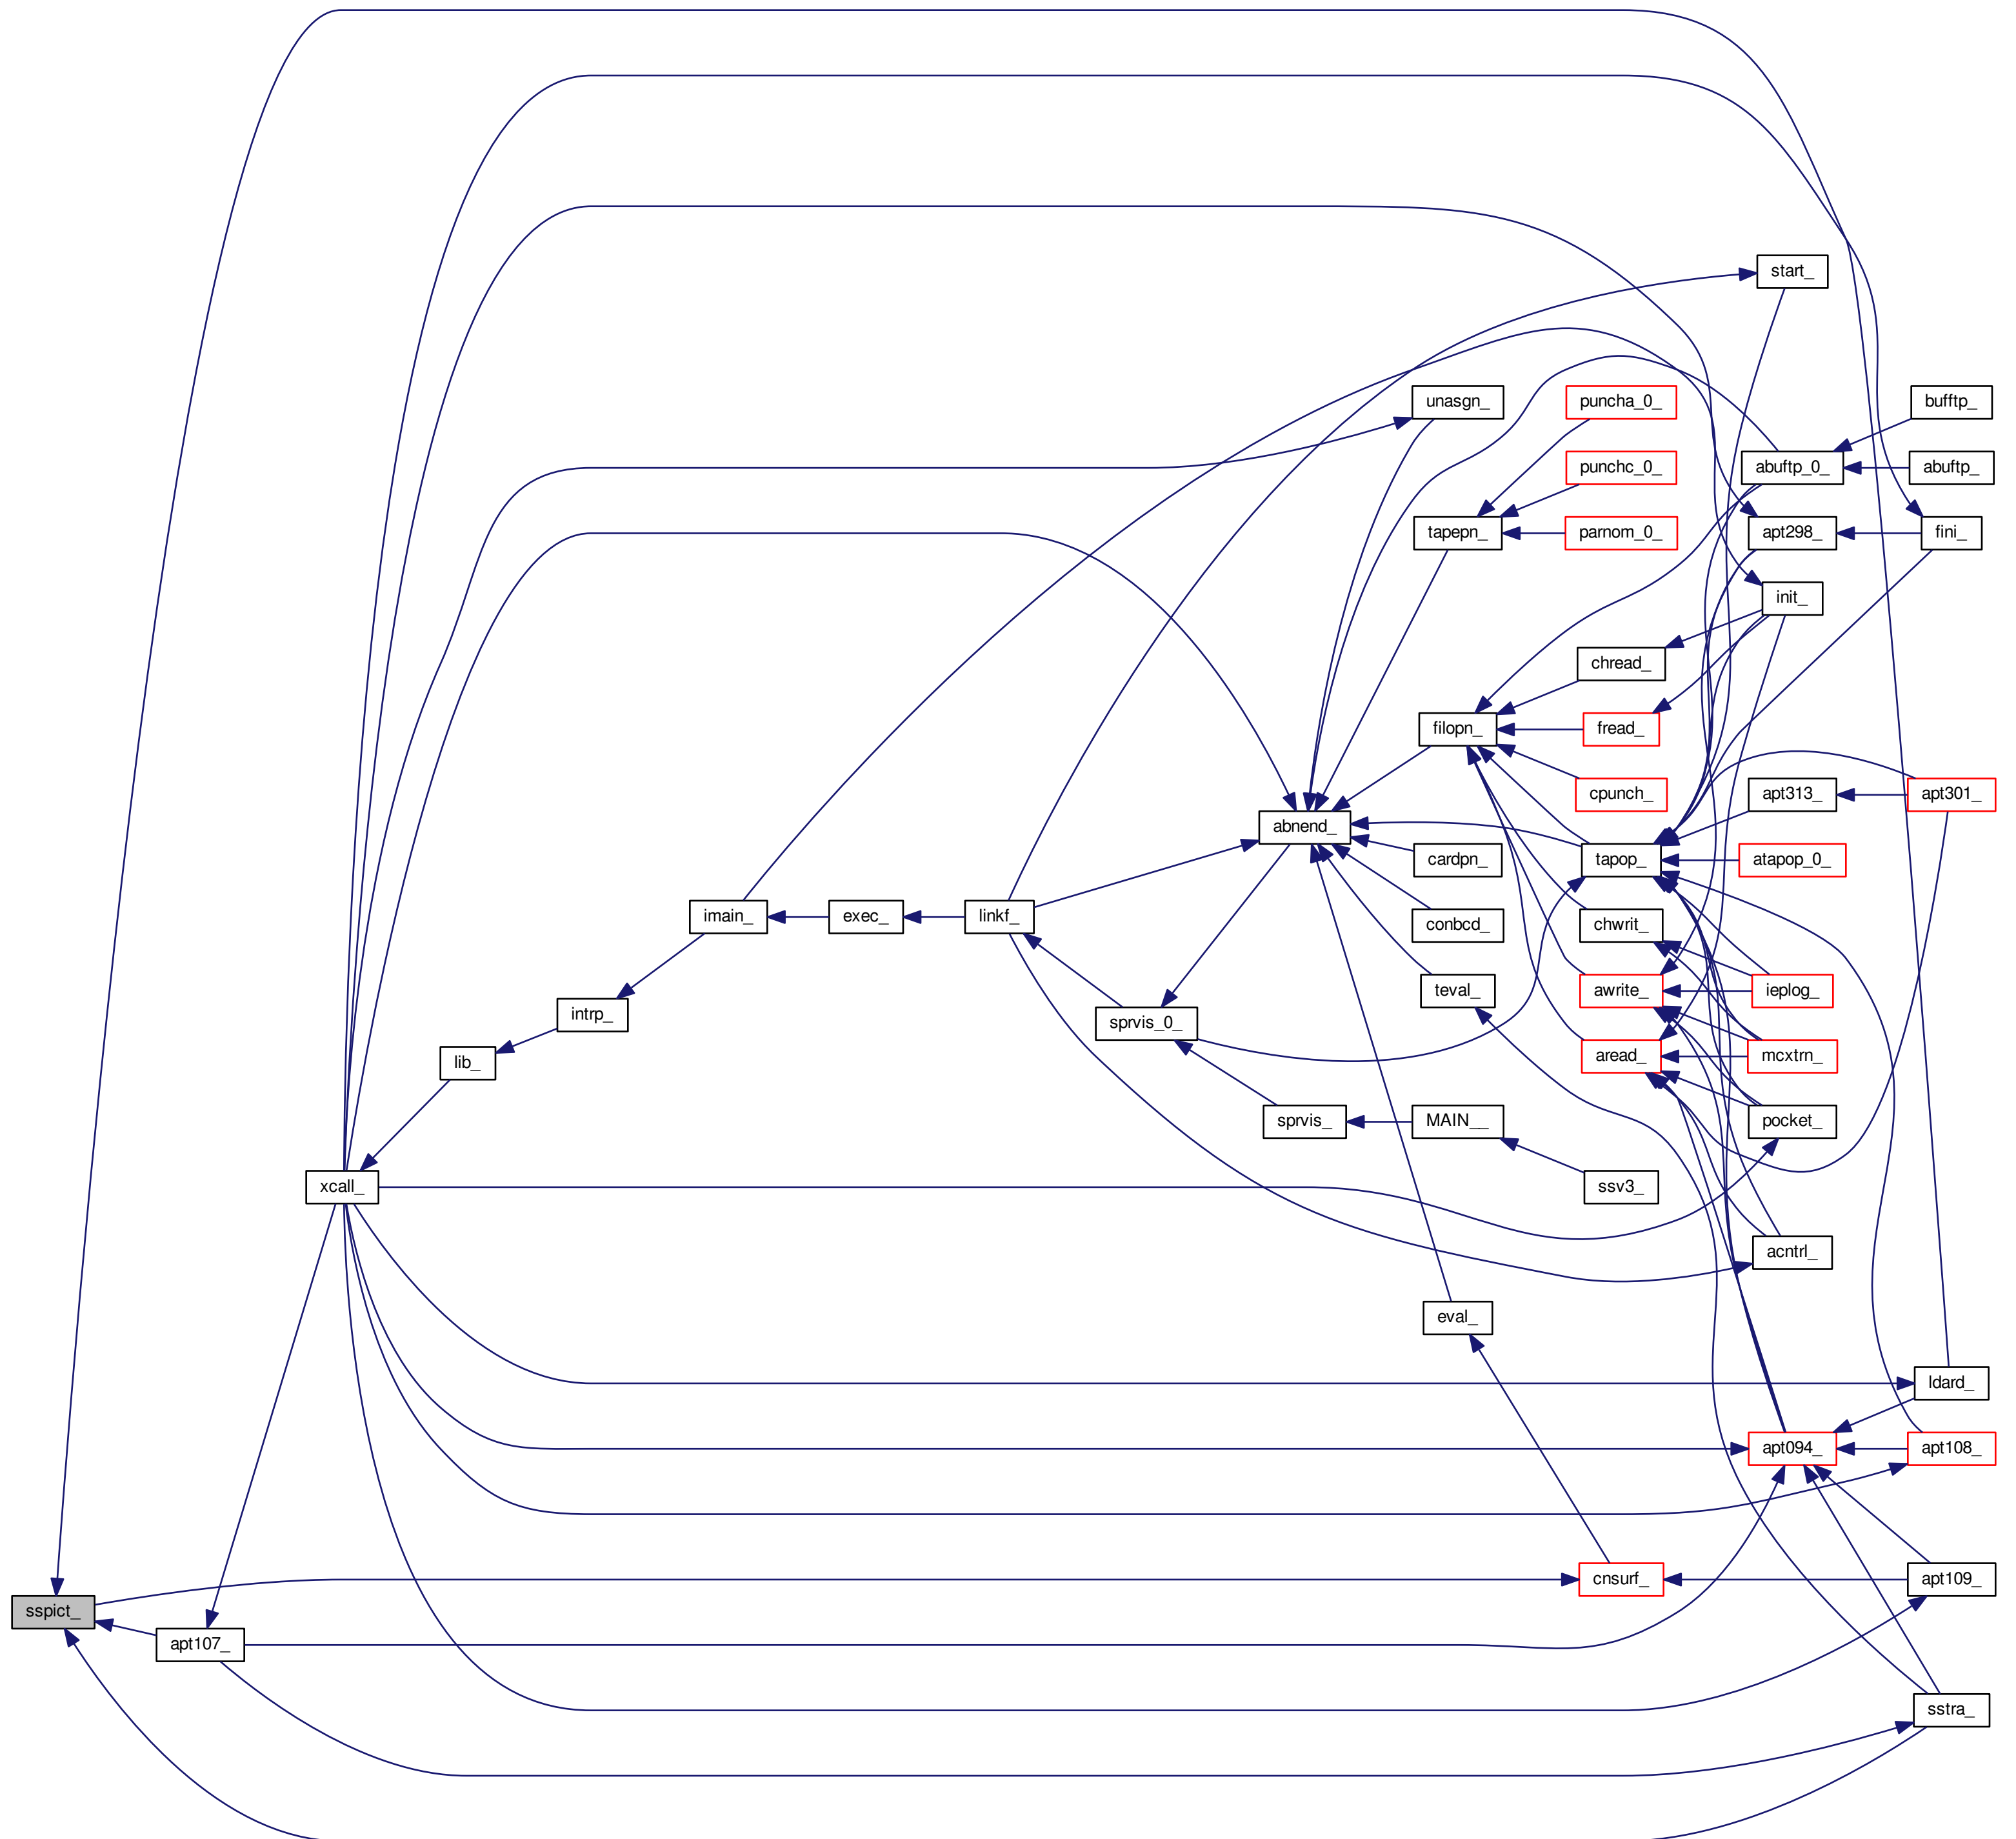 start_
unasgn_
puncha_0_
bufftp_
punchc_0_
abuftp_0_
abuftp_
tapepn_
parnom_0_
apt298_
fini_
init_
chread_
filopn_
fread_
cpunch_
apt313_
apt301_
abnend_
cardpn_
tapop_
atapop_0_
imain_
exec_
linkf_
conbcd_
chwrit_
teval_
awrite_
ieplog_
intrp_
sprvis_0_
lib_
aread_
mcxtrn_
sprvis_
MAIN__
pocket_
xcall_
ssv3_
acntrl_
eval_
ldard_
apt094_
apt108_
cnsurf_
apt109_
sspict_
apt107_
sstra_